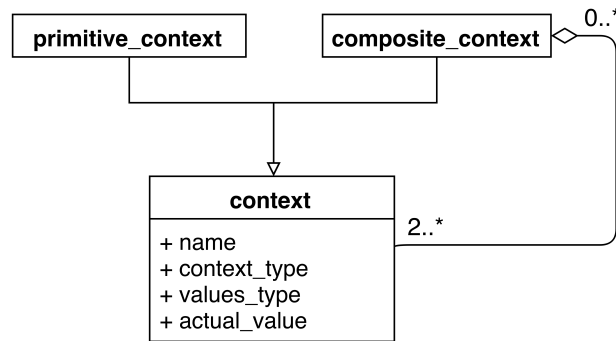 0..*
primitive_context
composite_context
context
2..*
+ name
+ context_type
+ values_type
+ actual_value